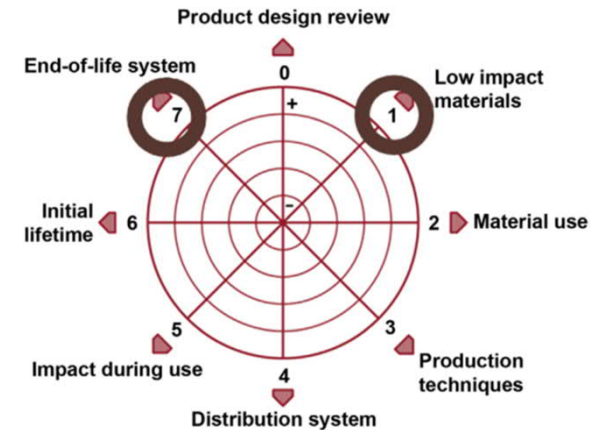 Product design review
0
+
End-of-life system
7
Low impact
materials
1
-
Initial
lifetime
6
2
Material use
5
Impact during use
3
Production
techniques
4
Distribution system